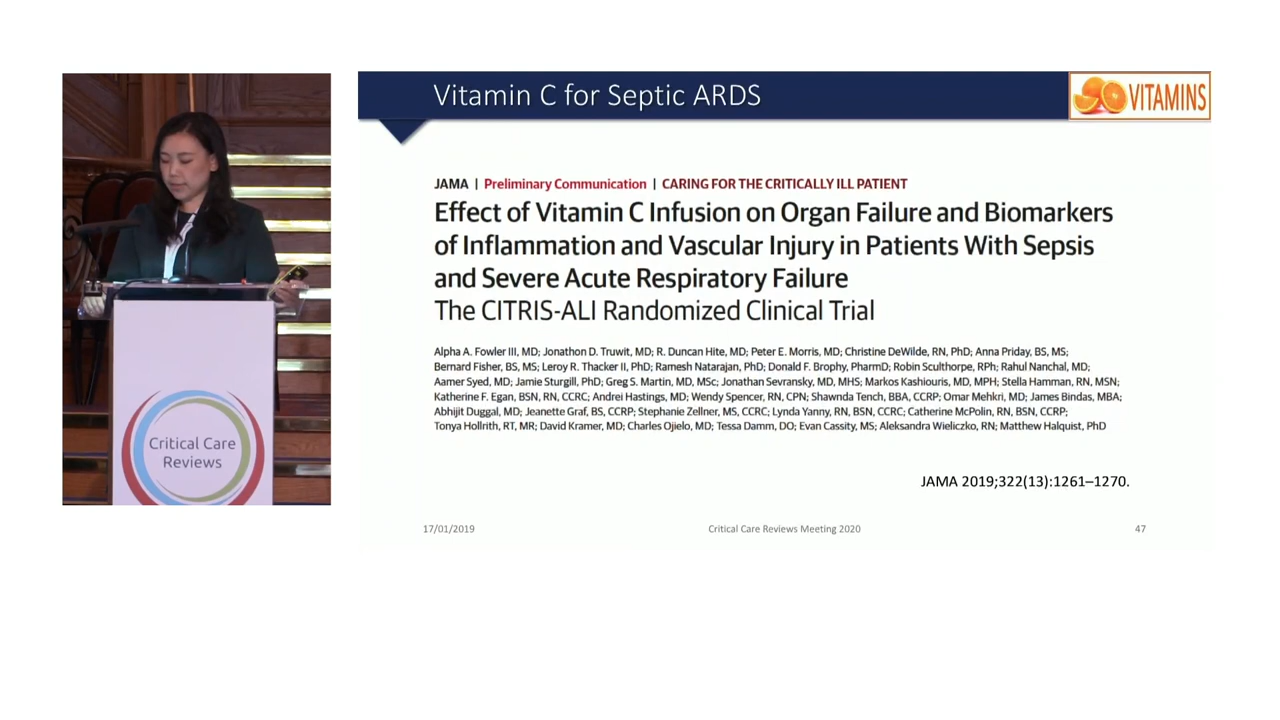 Vitamin C for Septic ARDS
VITAMINS
JAMA | Preliminary Communication | CARING FOR THE CRITICALLY ILL PATIENT
Effect of Vitamin C Infusion on Organ Failure and Biomarkers
of Inflammation and Vascular Injury in Patients With Sepsis
and Severe Acute Respiratory Failure
The CITRIS-ALI Randomized Clinical Trial
Alpha A. Fowler III, MD; Jonathon D. Truwit, MD; R. Duncan Hite, MD; Peter E. Morris, MD; Christine DeWilde, RN, PhD; Anna Priday, BS, MS;
Bernard Fisher, BS, MS; Leroy R. Thacker II, PhD; Ramesh Natarajan, PhD; Donald F. Brophy, PharmD; Robin Sculthorpe, RPh; Rahul Nanchal, MD;
Aamer Syed, MD; Jamie Sturgill, PhD; Greg S. Martin, MD, MSc; Jonathan Sevransky, MD, MHS; Markos Kashiouris, MD, MPH; Stella Hamman, RN, MSN;
Katherine F. Egan, BSN, RN, CCRC; Andrei Hastings, MD; Wendy Spencer, RN, CPN; Shawnda Tench, BBA, CCRP; Omar Mehkri, MD; James Bindas, MBA;
Abhijit Duggal, MD; Jeanette Graf, BS, CCRP; Stephanie Zellner, MS, CCRC; Lynda Yanny, RN, BSN, CCRC; Catherine McPolin, RN, BSN, CCRP;
Tonya Hollrith, RT, MR; David Kramer, MD; Charles Ojielo, MD; Tessa Damm, DO; Evan Cassity, MS; Aleksandra Wieliczko, RN; Matthew Halquist, PhD
JAMA 2019;322(13):1261–1270.
17/01/2019
Critical Care Reviews Meeting 2020
47
Critical Care
Reviews